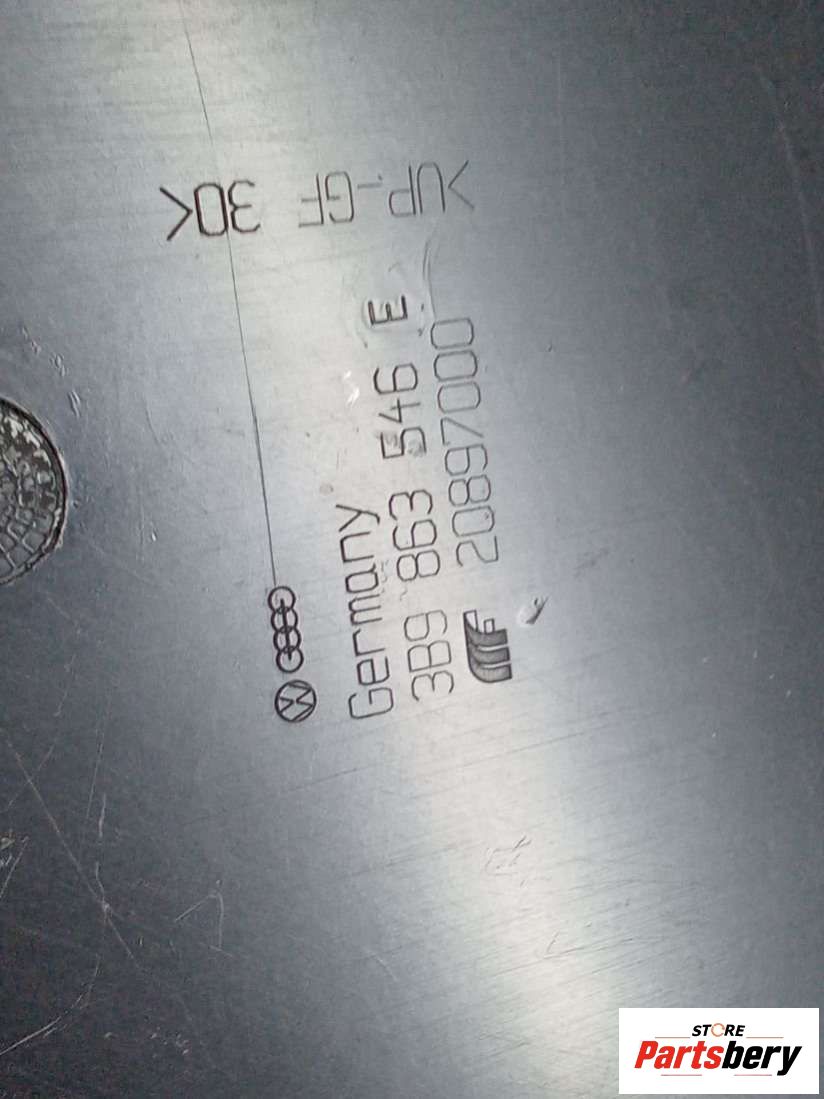 >UP-GF 30<
Germany
3B9 863 546 E
20897000
STORE
Partsbery